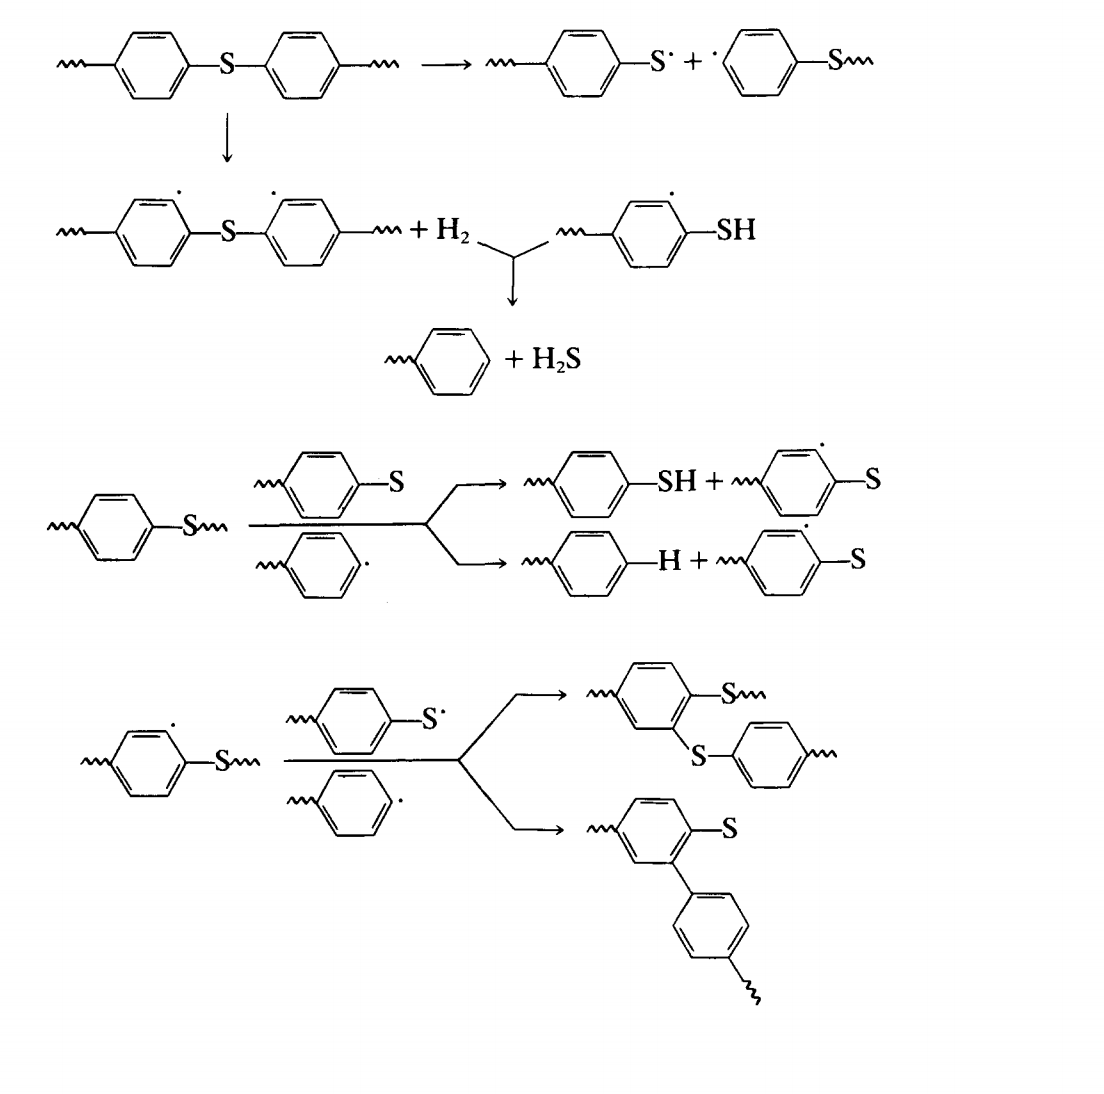 S S· + · S
S + H₂ SH
+ H₂S
S SH + S
S
· H + S
S· S
S S
· S